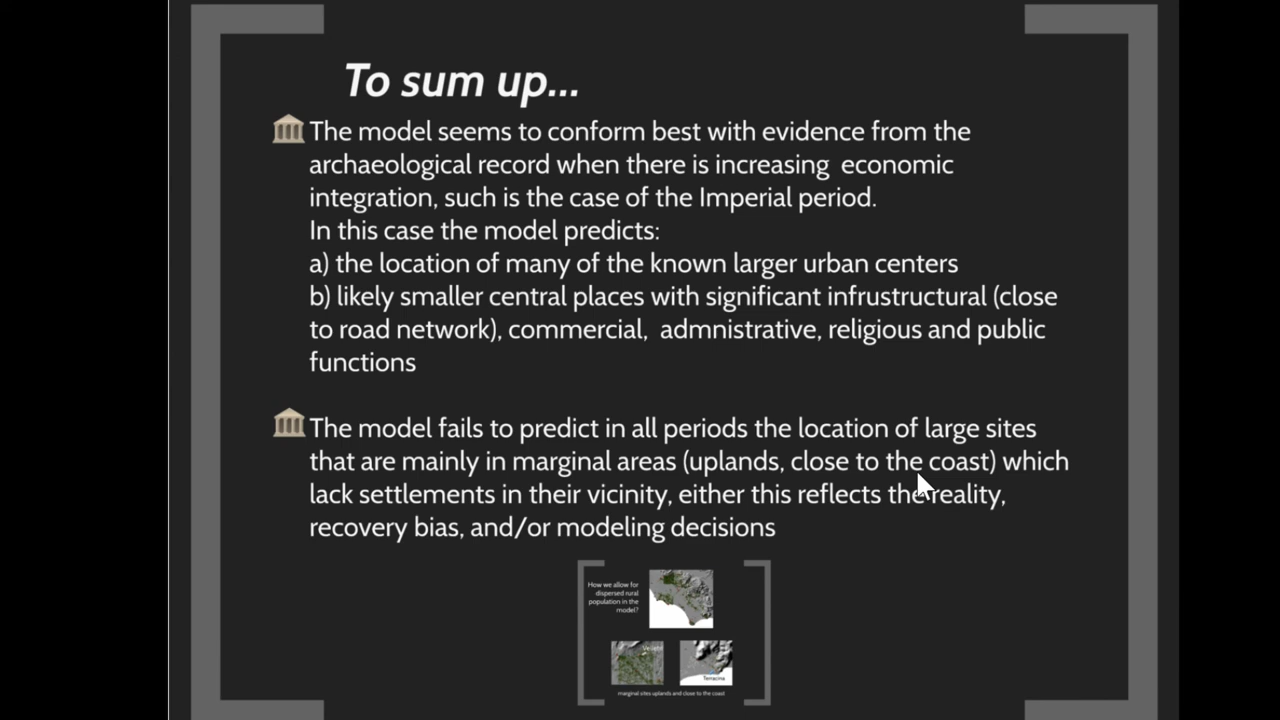 To sum up...
The model seems to conform best with evidence from the
archaeological record when there is increasing economic
integration, such is the case of the Imperial period.
In this case the model predicts:
a) the location of many of the known larger urban centers
b) likely smaller central places with significant infrustructural (close
to road network), commercial, admnistrative, religious and public
functions
The model fails to predict in all periods the location of large sites
that are mainly in marginal areas (uplands, close to the coast) which
lack settlements in their vicinity, either this reflects the reality,
recovery bias, and/or modeling decisions
How we allow for
dispersed rural
population in the
model?
Terracina
marginal sites uplands and close to the coast